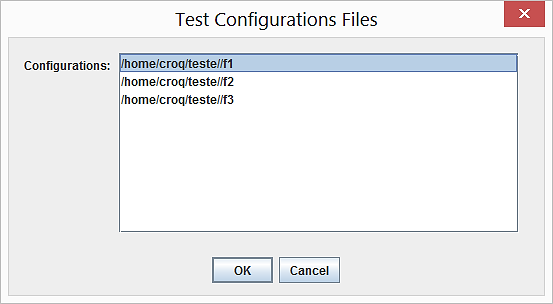 Test Configurations Files
Configurations:
/home/croq/teste//f1
/home/croq/teste//f2
/home/croq/teste//f3
OK
Cancel